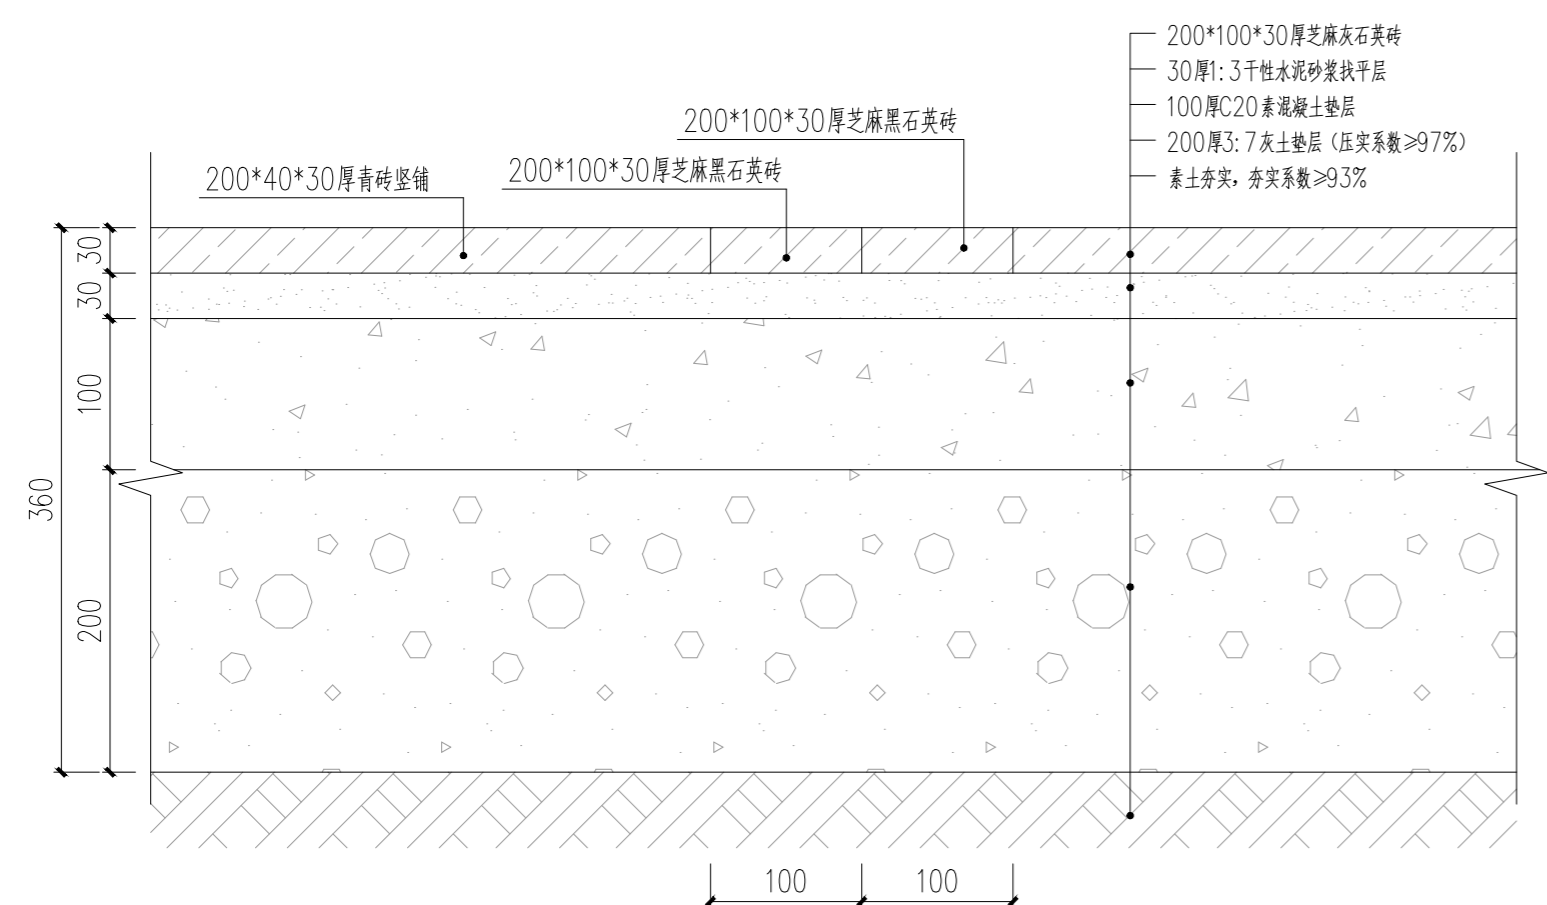 200*100*30厚芝麻灰石英砖
30厚1:3干性水泥砂浆找平层
100厚C20素混凝土垫层
200厚3:7灰土垫层（压实系数≥97%）
素土夯实，夯实系数≥93%
200*100*30厚芝麻黑石英砖
200*100*30厚芝麻黑石英砖
200*40*30厚青砖竖铺
30
30
100
360
200
100
100